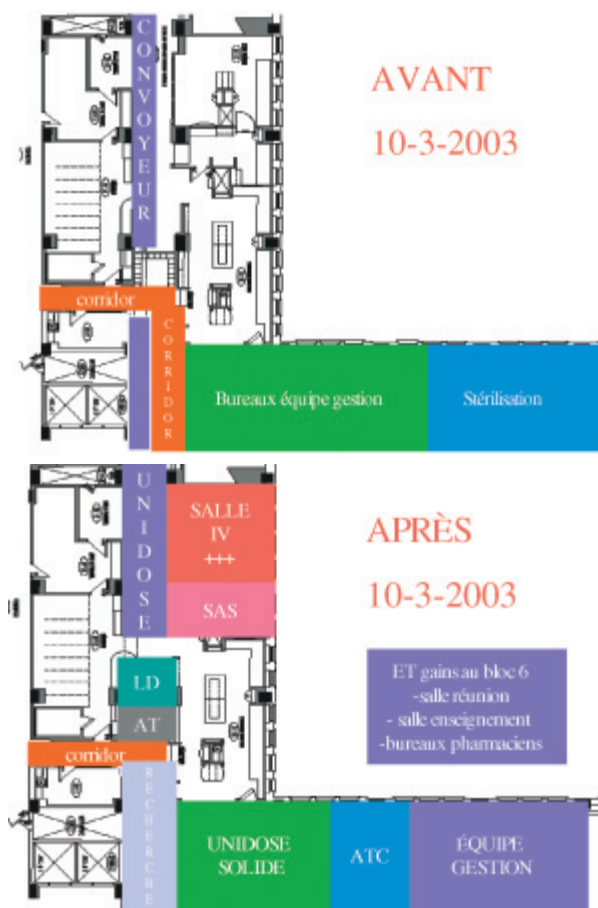 CONVOYEUR
AVANT
10-3-2003
corridor
CORRIDOR
Bureaux équipe gestion
Stérilisation
UNIDOSE
SALLE
IV
+++
SAS
APRÈS
10-3-2003
LD
AT
corridor
ET gains au bloc 6
-salle réunion
- salle enseignement
-bureaux pharmaciens
RECHERCHE
UNIDOSE
SOLIDE
ATC
ÉQUIPE
GESTION